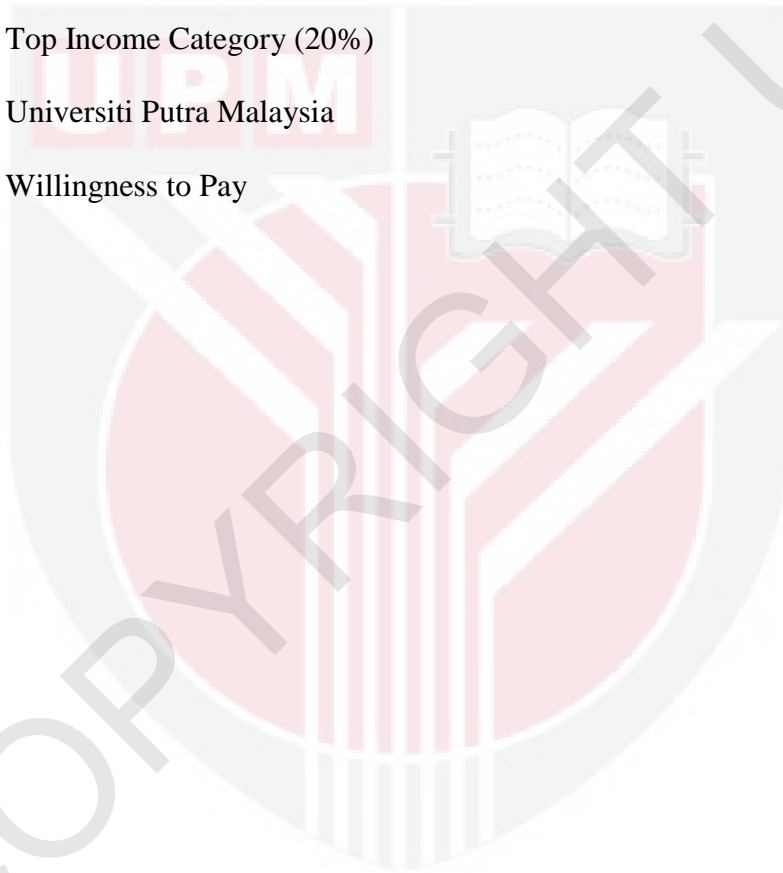 Top Income Category (20%)
UPM
Universiti Putra Malaysia
Willingness to Pay
COPYRIGHT U